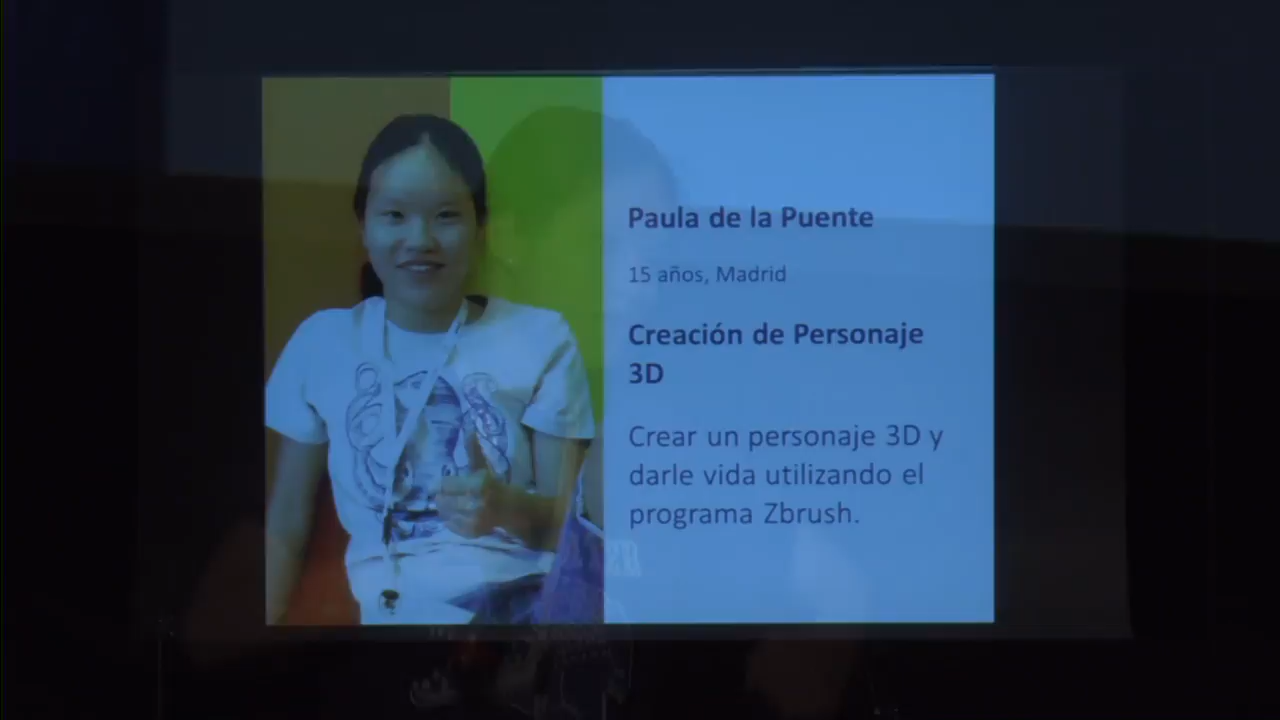 Paula de la Puente
15 años, Madrid
Creación de Personaje
3D
Crear un personaje 3D y
darle vida utilizando el
programa Zbrush.